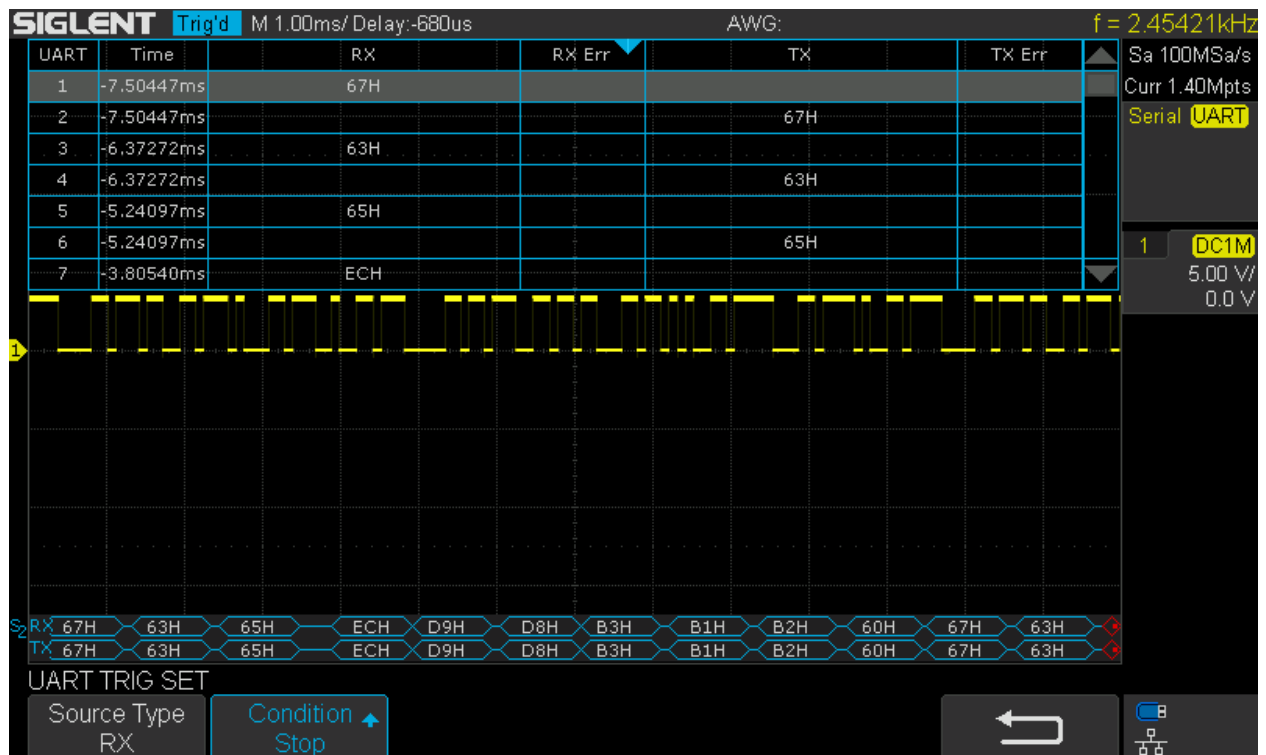 SIGLENT Trig'd M 1.00ms/ Delay:-680us AWG: f = 2.45421kHz
UART Time RX RX Err TX TX Err Sa 100MSa/s
1 -7.50447ms 67H Curr 1.40Mpts
2 -7.50447ms 67H Serial UART
3 -6.37272ms 63H
4 -6.37272ms 63H
5 -5.24097ms 65H
6 -5.24097ms 65H 1 DC1M
7 -3.80540ms ECH 5.00 V/
0.0 V
1
S2 RX 67H 63H 65H ECH D9H D8H B3H B1H B2H 60H 67H 63H
TX 67H 63H 65H ECH D9H D8H B3H B1H B2H 60H 67H 63H
UART TRIG SET
Source Type Condition
RX Stop